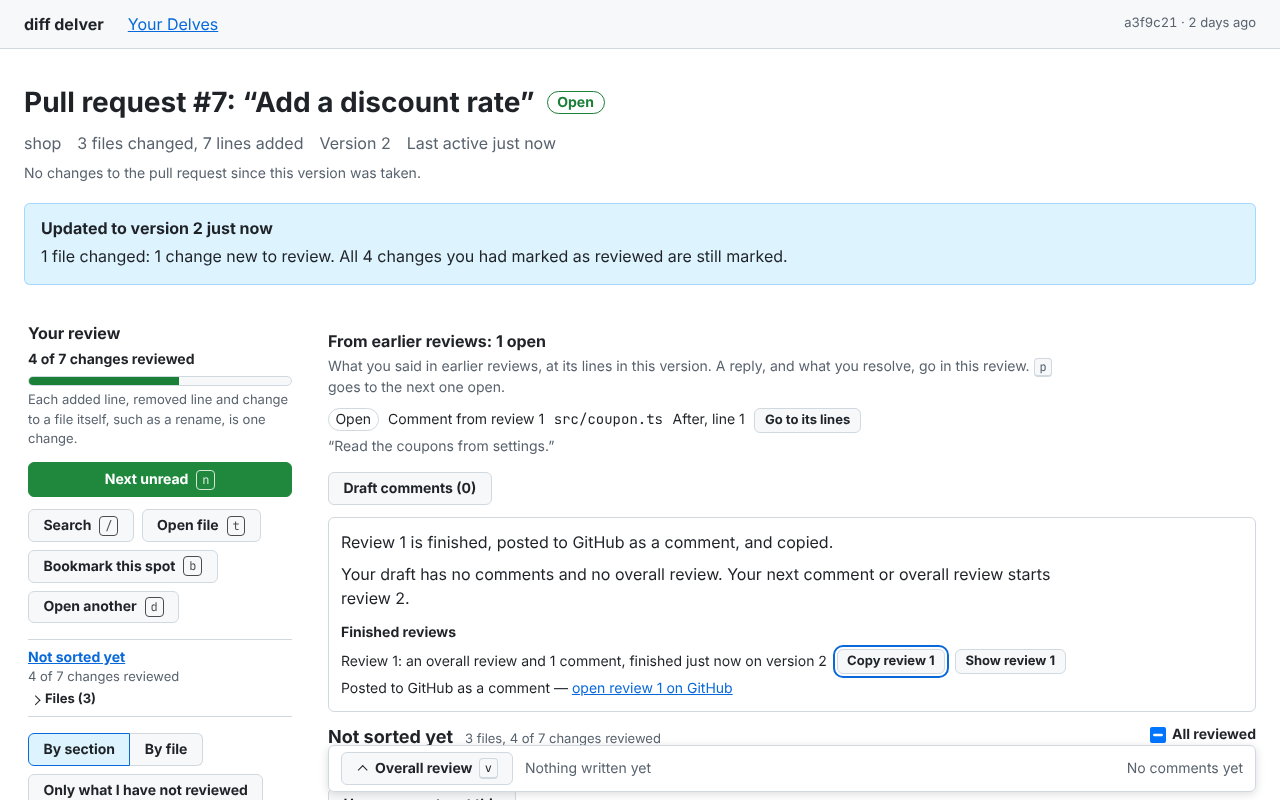 diff delver Your Delves a3f9c21 · 2 days ago
Pull request #7: “Add a discount rate” Open
shop 3 files changed, 7 lines added Version 2 Last active just now
No changes to the pull request since this version was taken.
Updated to version 2 just now
1 file changed: 1 change new to review. All 4 changes you had marked as reviewed are still marked.
Your review
4 of 7 changes reviewed
Each added line, removed line and change
to a file itself, such as a rename, is one
change.
Next unread n
Search / Open file t
Bookmark this spot b
Open another d
Not sorted yet
4 of 7 changes reviewed
Files (3)
By section By file
Only what I have not reviewed
From earlier reviews: 1 open
What you said in earlier reviews, at its lines in this version. A reply, and what you resolve, go in this review. p
goes to the next one open.
Open Comment from review 1 src/coupon.ts After, line 1 Go to its lines
“Read the coupons from settings.”
Draft comments (0)
Review 1 is finished, posted to GitHub as a comment, and copied.
Your draft has no comments and no overall review. Your next comment or overall review starts
review 2.
Finished reviews
Review 1: an overall review and 1 comment, finished just now on version 2 Copy review 1 Show review 1
Posted to GitHub as a comment — open review 1 on GitHub
Not sorted yet 3 files, 4 of 7 changes reviewed All reviewed
Overall review v Nothing written yet No comments yet